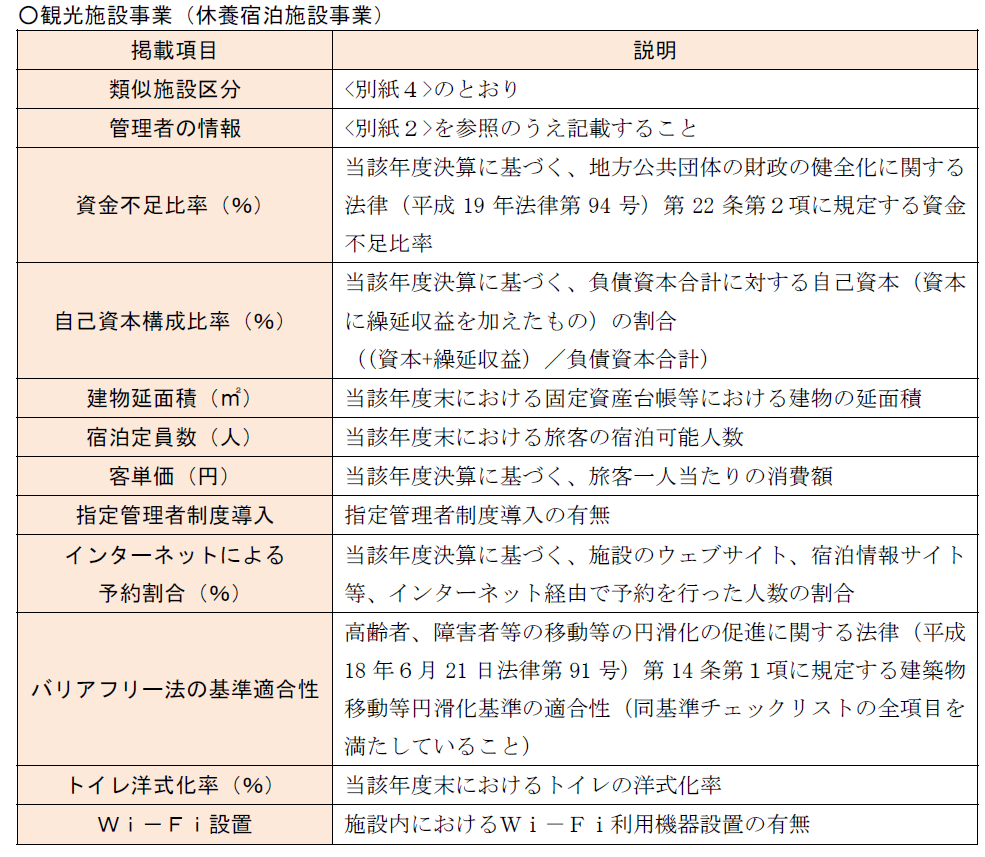 〇観光施設事業（休養宿泊施設事業）
掲載項目
説明
類似施設区分
<別紙４>のとおり
管理者の情報
<別紙２>を参照のうえ記載すること
資金不足比率（％）
当該年度決算に基づく、地方公共団体の財政の健全化に関する
法律（平成 19 年法律第 94 号）第 22 条第２項に規定する資金
不足比率
自己資本構成比率（％）
当該年度決算に基づく、負債資本合計に対する自己資本（資本
に繰延収益を加えたもの）の割合
（(資本+繰延収益）／負債資本合計）
建物延面積（㎡）
当該年度末における固定資産台帳等における建物の延面積
宿泊定員数（人）
当該年度末における旅客の宿泊可能人数
客単価（円）
当該年度決算に基づく、旅客一人当たりの消費額
指定管理者制度導入
指定管理者制度導入の有無
インターネットによる
予約割合（％）
当該年度決算に基づく、施設のウェブサイト、宿泊情報サイト
等、インターネット経由で予約を行った人数の割合
バリアフリー法の基準適合性
高齢者、障害者等の移動等の円滑化の促進に関する法律（平成
18 年６月 21 日法律第 91 号）第 14 条第１項に規定する建築物
移動等円滑化基準の適合性（同基準チェックリストの全項目を
満たしていること）
トイレ洋式化率（％）
当該年度末におけるトイレの洋式化率
Ｗｉ－Ｆｉ設置
施設内におけるＷｉ－Ｆｉ利用機器設置の有無